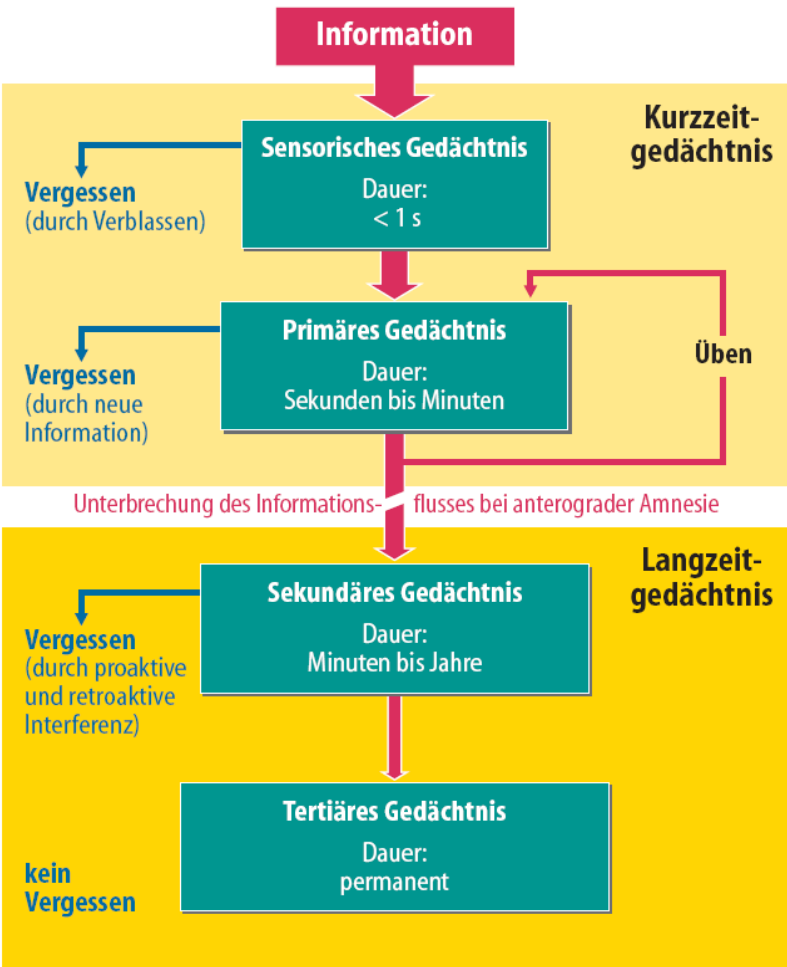 Information
Kurzzeit-
gedächtnis
Sensorisches Gedächtnis
Dauer:
< 1 s
Vergessen
(durch Verblassen)
Primäres Gedächtnis
Dauer:
Sekunden bis Minuten
Üben
Vergessen
(durch neue
Information)
Unterbrechung des Informations- flusses bei anterograder Amnesie
Langzeit-
gedächtnis
Sekundäres Gedächtnis
Dauer:
Minuten bis Jahre
Vergessen
(durch proaktive
und retroaktive
Interferenz)
Tertiäres Gedächtnis
Dauer:
permanent
kein
Vergessen